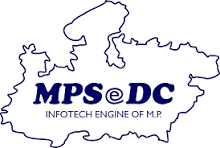 MPSeDC
INFOTECH ENGINE OF M.P.